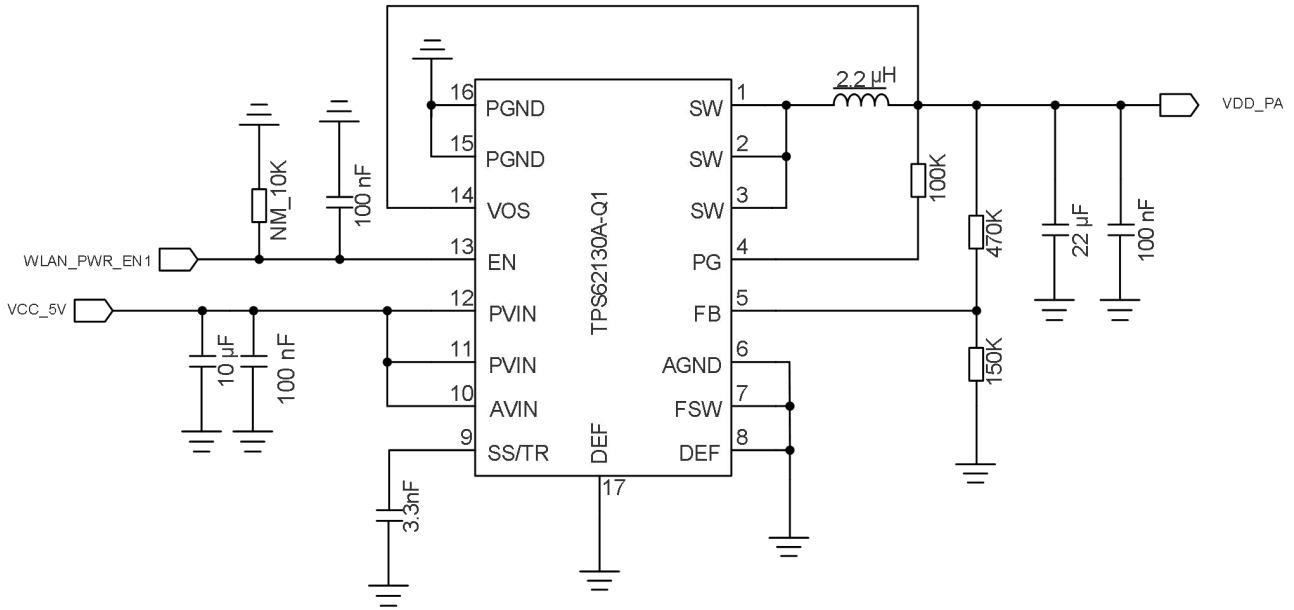 2.2 µH
16
PGND
SW
1
VDD_PA
15
PGND
SW
2
NM_10K
100 nF
100K
14
VOS
TPS62130A-Q1
SW
3
470K
22 µF
100 nF
WLAN_PWR_EN1
13
EN
PG
4
VCC_5V
12
PVIN
FB
5
10 µF
100 nF
11
PVIN
AGND
6
150K
10
AVIN
FSW
7
9
SS/TR
DEF
DEF
8
17
3.3nF